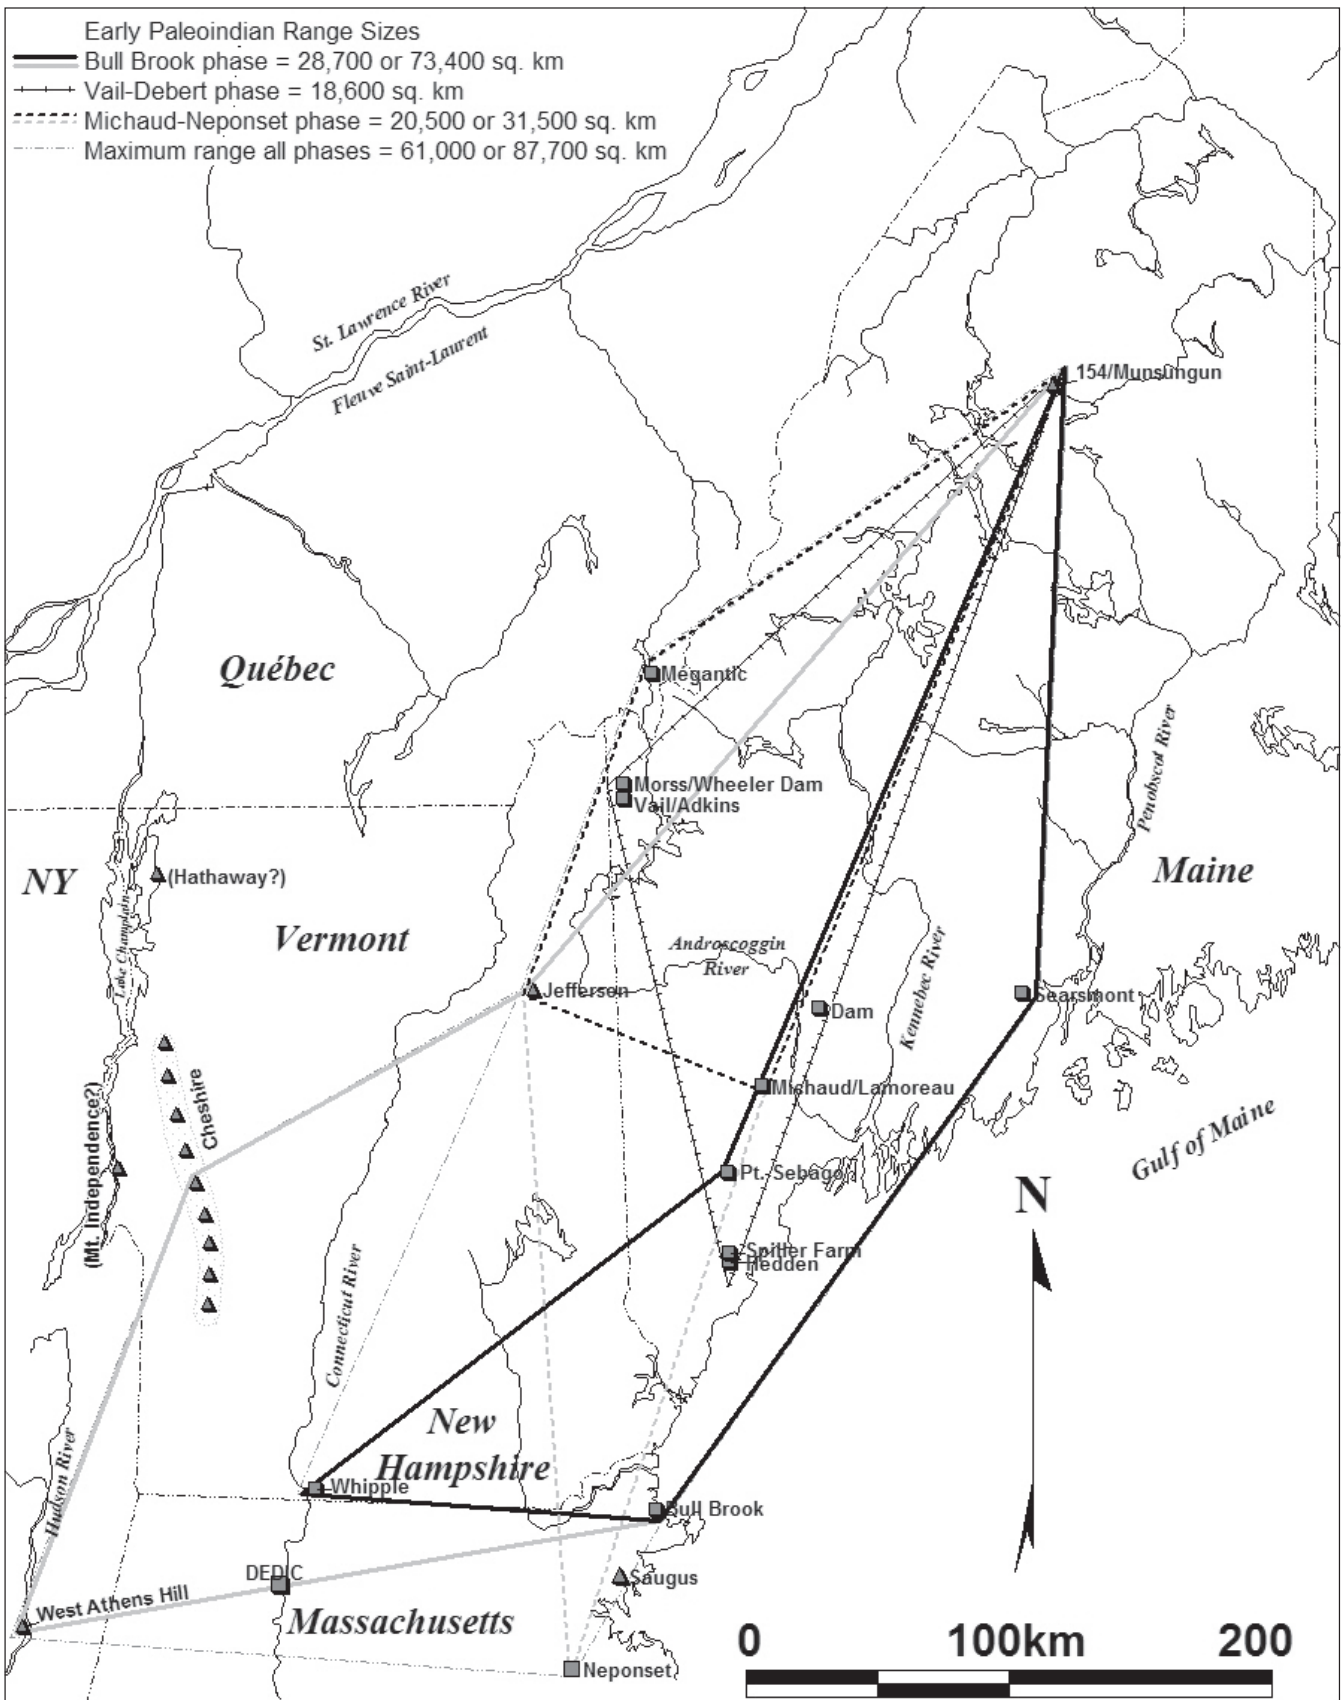 Early Paleoindian Range Sizes
Bull Brook phase = 28,700 or 73,400 sq. km
Vail-Debert phase = 18,600 sq. km
Michaud-Neponset phase = 20,500 or 31,500 sq. km
Maximum range all phases = 61,000 or 87,700 sq. km
St. Lawrence River
Fleuve Saint-Laurent
154/Munsungun
Québec
Megantic
Penobscot River
Morss/Wheeler Dam
Vail/Adkins
NY
(Hathaway?)
Maine
Lake Champlain
Vermont
Androscoggin
River
Kennebec River
Jefferson
Searsmont
Dam
Cheshire
(Mt. Independence?)
Michaud/Lamoreau
Gulf of Maine
Pt. Sebago
N
Spiller Farm
Hedden
Connecticut River
New
Hampshire
Hudson River
Whipple
Bull Brook
DEDIC
Saugus
West Athens Hill
Massachusetts
Neponset
0 100km 200